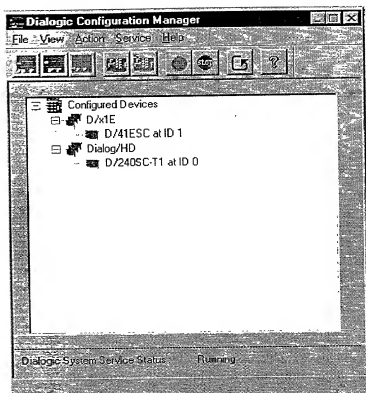 Dialogic Configuration Manager
File View Action Service Help
STOP ?
Configured Devices
D/x1E
D/41ESC at ID 1
Dialog/HD
D/240SC-T1 at ID 0
Dialogic System Service Status Running